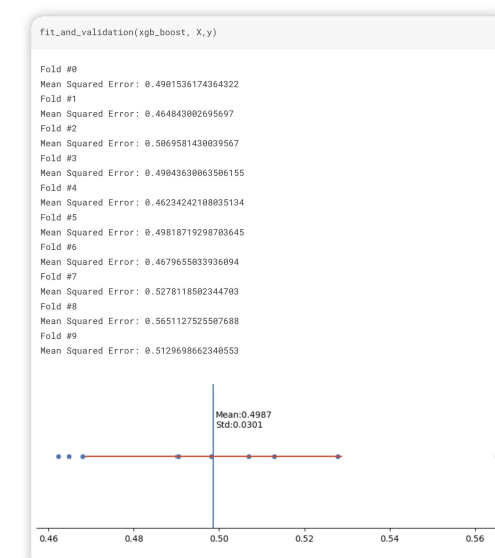 fit_and_validation(xgb_boost, X,y)
Fold #0
Mean Squared Error: 0.4901536174364322
Fold #1
Mean Squared Error: 0.464843002695697
Fold #2
Mean Squared Error: 0.5069581430039567
Fold #3
Mean Squared Error: 0.49043630063506155
Fold #4
Mean Squared Error: 0.46234242108035134
Fold #5
Mean Squared Error: 0.49818719298703645
Fold #6
Mean Squared Error: 0.4679655033936094
Fold #7
Mean Squared Error: 0.5278118502344703
Fold #8
Mean Squared Error: 0.5651127525507688
Fold #9
Mean Squared Error: 0.5129698662340553
Mean:0.4987
Std:0.0301
0.46 0.48 0.50 0.52 0.54 0.56